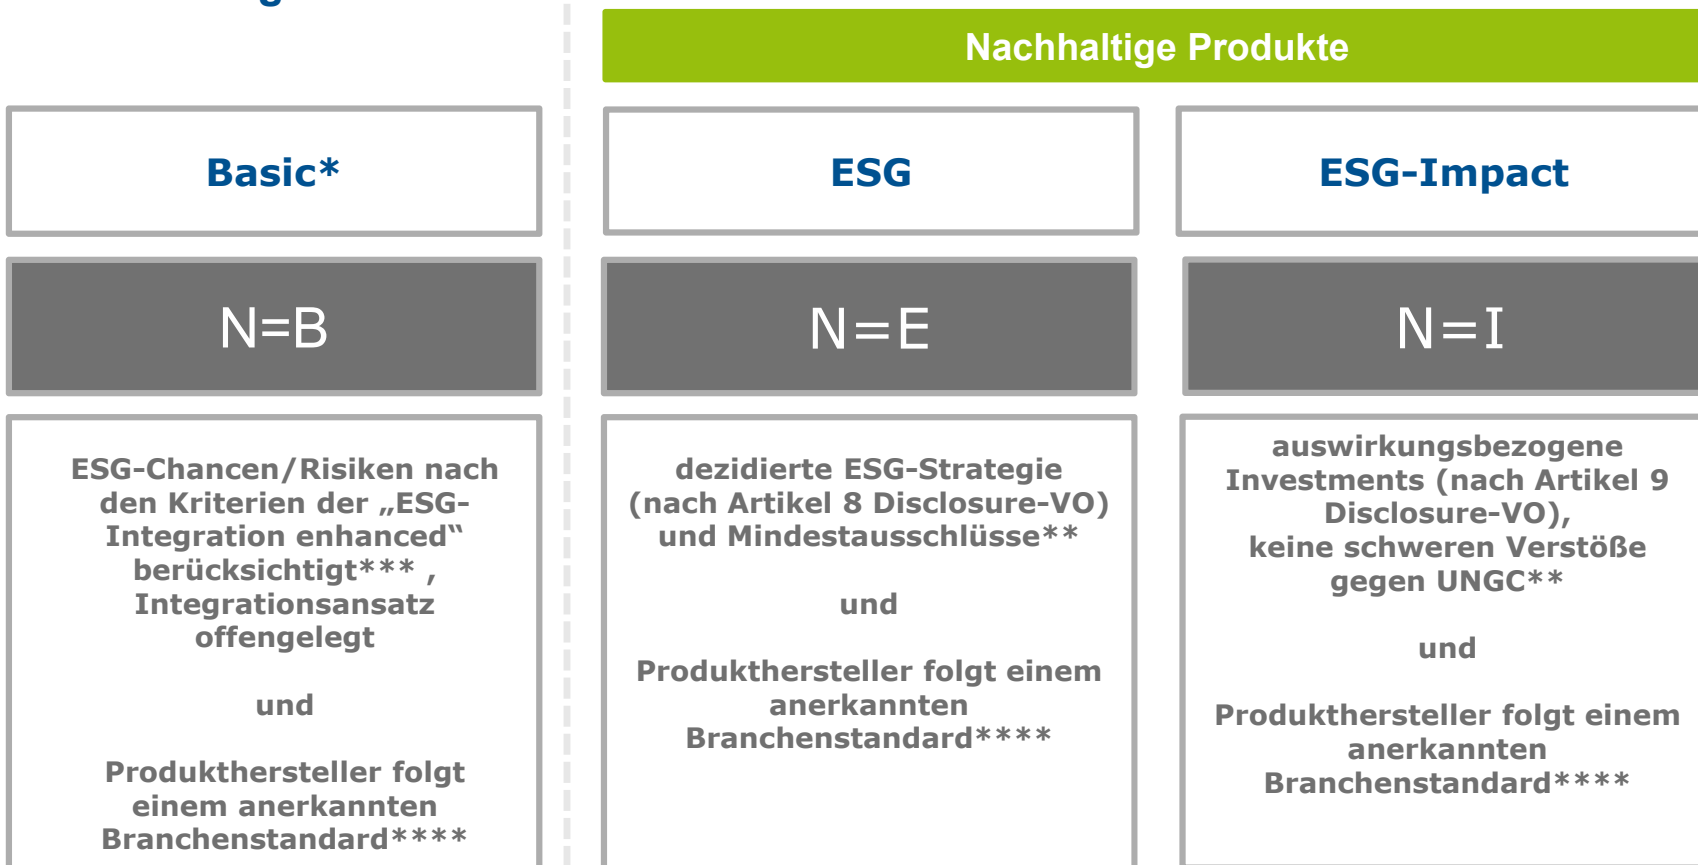 Nachhaltige Produkte
Basic*
N=B
ESG-Chancen/Risiken nach
den Kriterien der „ESG-
Integration enhanced“
berücksichtigt*** ,
Integrationsansatz
offengelegt
und
Produkthersteller folgt
einem anerkannten
Branchenstandard****
ESG
N=E
dezidierte ESG-Strategie
(nach Artikel 8 Disclosure-VO)
und Mindestausschlüsse**
und
Produkthersteller folgt einem
anerkannten
Branchenstandard****
ESG-Impact
N=I
auswirkungsbezogene
Investments (nach Artikel 9
Disclosure-VO),
keine schweren Verstöße
gegen UNGC**
und
Produkthersteller folgt einem
anerkannten
Branchenstandard****